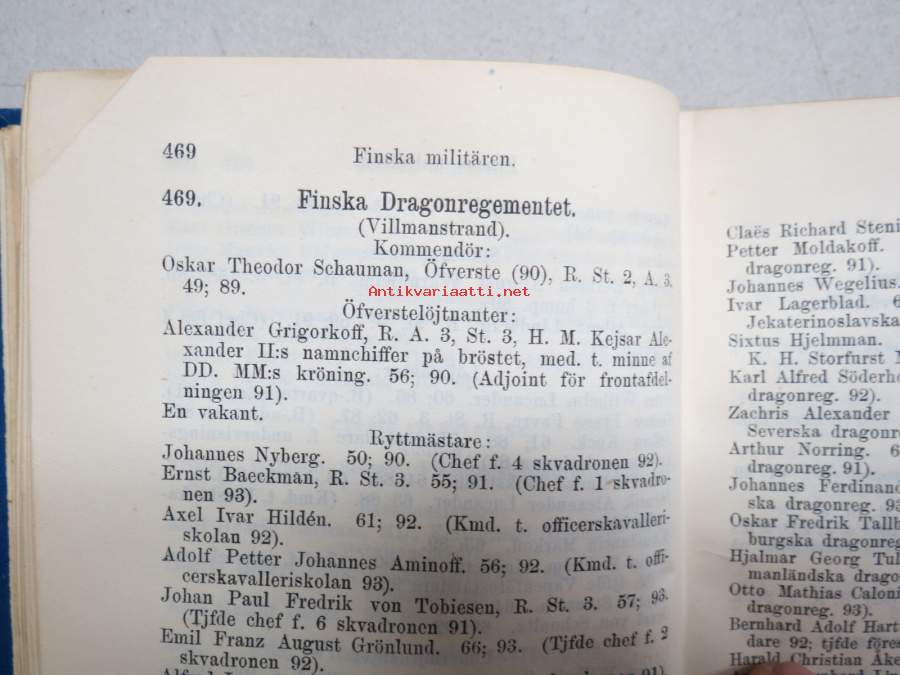 469 Finska militären.
469. Finska Dragonregementet.
(Villmanstrand).
Kommendör:
Oskar Theodor Schauman, Öfverste (90), R. St. 2, A. 3.
49; 89.
Antikvariaatti.net
Öfverstelöjtnanter:
Alexander Grigorkoff, R. A. 3, St. 3, H. M. Kejsar Ale-
xander II:s namnchiffer på bröstet, med. t. minne af
DD. MM:s kröning. 56; 90. (Adjoint för frontafdel-
ningen 91).
En vakant.
Ryttmästare:
Johannes Nyberg. 50; 90. (Chef f. 4 skvadronen 92).
Ernst Baeckman, R. St. 3. 55; 91. (Chef f. 1 skvadro-
nen 93).
Axel Ivar Hildén. 61; 92. (Kmd. t. officerskavalleri-
skolan 92).
Adolf Petter Johannes Aminoff. 56; 92. (Kmd. t. offi-
cerskavalleriskolan 93).
Johan Paul Fredrik von Tobiesen, R. St. 3. 57; 93.
(Tjfde chef f. 6 skvadronen 91).
Emil Franz August Grönlund. 66; 93. (Tjfde chef f. 2
skvadronen 92).
Claës Richard Steni
Petter Moldakoff.
dragonreg. 91).
Johannes Wegelius.
Ivar Lagerblad. 6
Jekaterinoslavska
Sixtus Hjelmman.
K. H. Storfurst
Karl Alfred Söderho
dragonreg. 92).
Zachris Alexander
Severska dragonre
Arthur Norring. 6
dragonreg. 91).
Johannes Ferdinand
ska dragonreg. 93
Oskar Fredrik Tallb
burgska dragonreg
Hjalmar Georg Tul
manländska drago
Otto Mathias Caloni
dragonreg. 93).
Bernhard Adolf Hart
dare 92; tjfde före
Harald Christian Åke